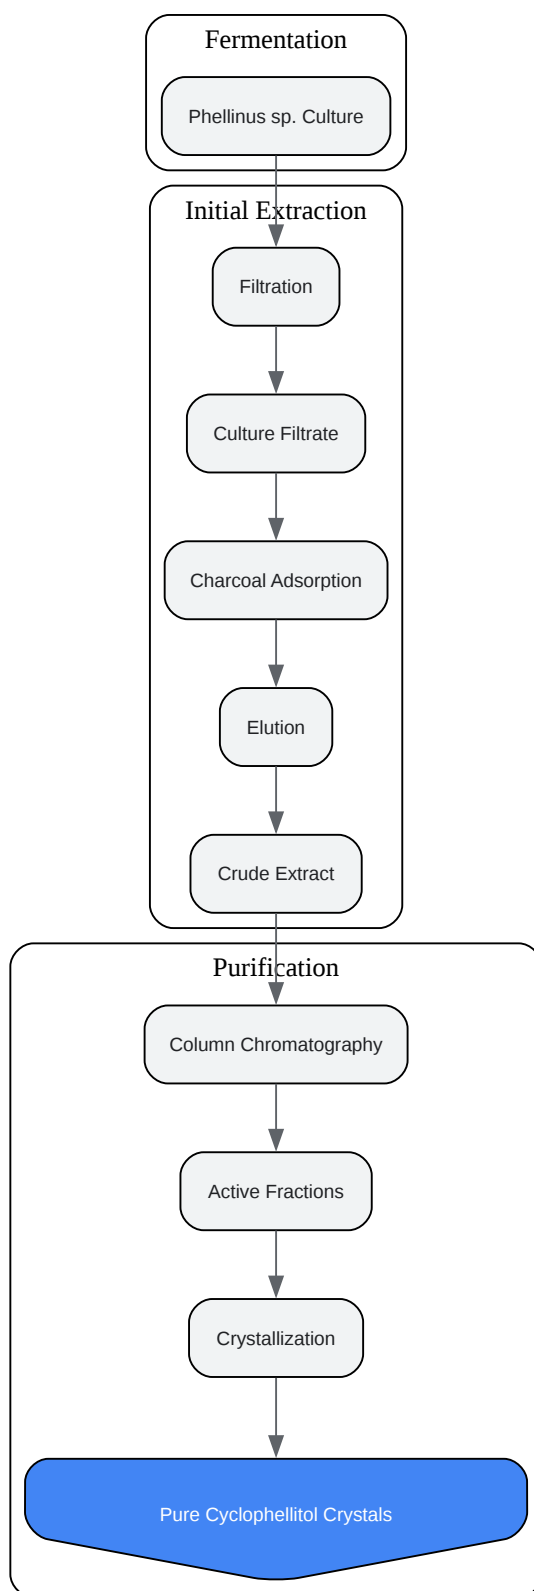 Fermentation
Phellinus sp. Culture
Initial Extraction
Filtration
Culture Filtrate
Charcoal Adsorption
Elution
Crude Extract
Purification
Column Chromatography
Active Fractions
Crystallization
Pure Cyclophellitol Crystals